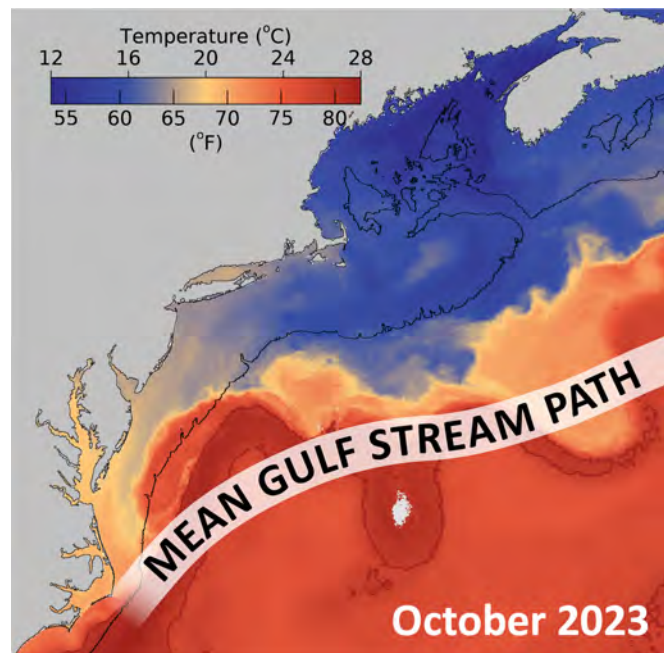 Temperature (°C)
12 16 20 24 28
55 60 65 70 75 80
(°F)
MEAN GULF STREAM PATH
October 2023